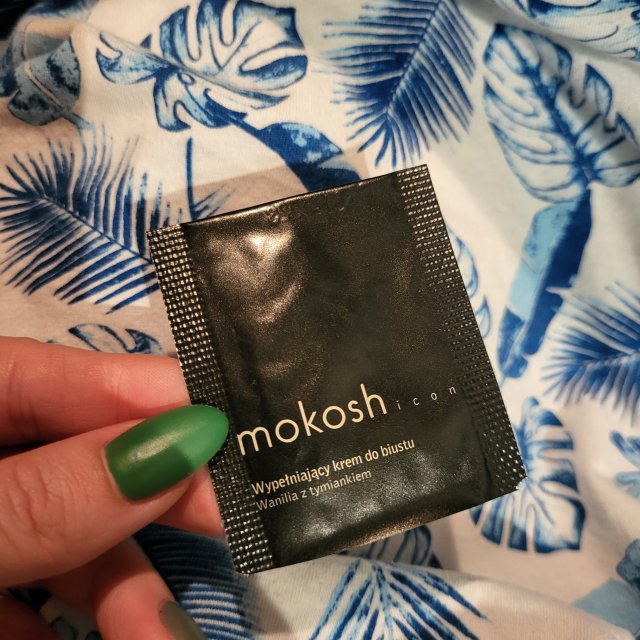 mokosh icon
Wypełniający krem do biustu
Wanilia z tymiankiem